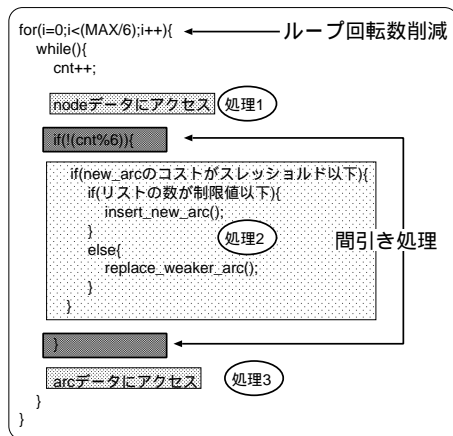 for(i=0;i<(MAX/6);i++){
ループ回転数削減
while(){
cnt++;
nodeデータにアクセス
処理1
if(!(cnt%6)){
if(new_arcのコストがスレッショルド以下){
if(リストの数が制限値以下){
insert_new_arc();
}
処理2
間引き処理
else{
replace_weaker_arc();
}
}
}
arcデータにアクセス
処理3
}
}